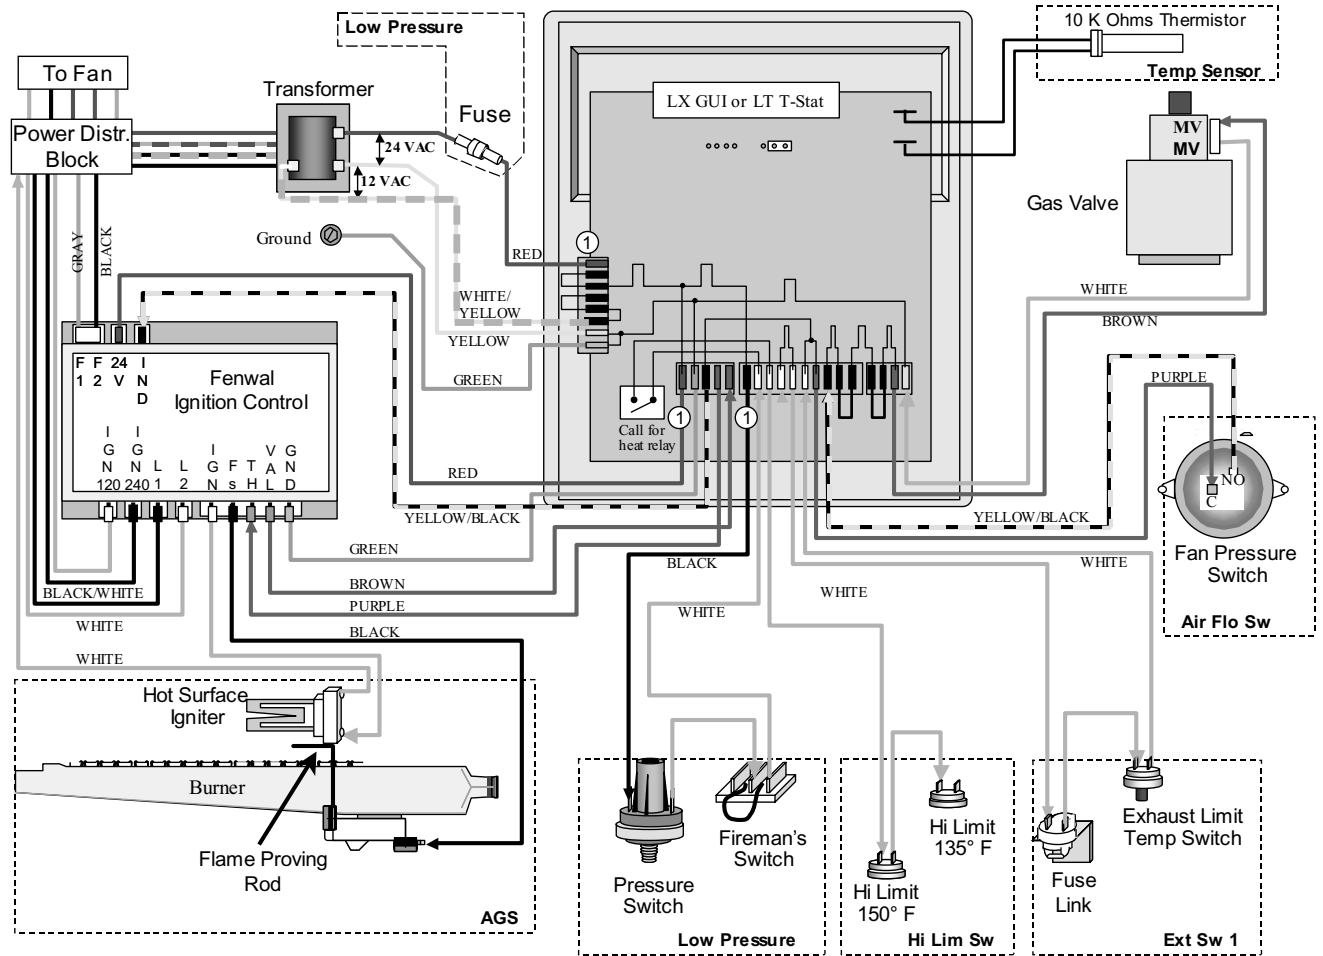 Low Pressure
10 K Ohms Thermistor
Temp Sensor
To Fan
Transformer
Fuse
LX GUI or LT T-Stat
Power Distr.
Block
24 VAC
12 VAC
MV
MV
Gas Valve
GRAY
BLACK
Ground
RED
1
WHITE/
YELLOW
YELLOW
GREEN
WHITE
BROWN
PURPLE
F
1
F
2
24
V
I
N
D
Fenwal
Ignition Control
I
G
N
120
I
G
N
240
L
1
L
2
I
G
N
F
s
T
H
V
A
L
G
N
D
Call for
heat relay
1
1
RED
YELLOW/BLACK
YELLOW/BLACK
NO
C
Fan Pressure
Switch
Air Flo Sw
GREEN
BROWN
PURPLE
BLACK
BLACK/WHITE
WHITE
WHITE
BLACK
WHITE
WHITE
WHITE
Hot Surface
Igniter
Burner
Flame Proving
Rod
AGS
Pressure
Switch
Fireman's
Switch
Low Pressure
Hi Limit
135° F
Hi Limit
150° F
Hi Lim Sw
Exhaust Limit
Temp Switch
Fuse
Link
Ext Sw 1